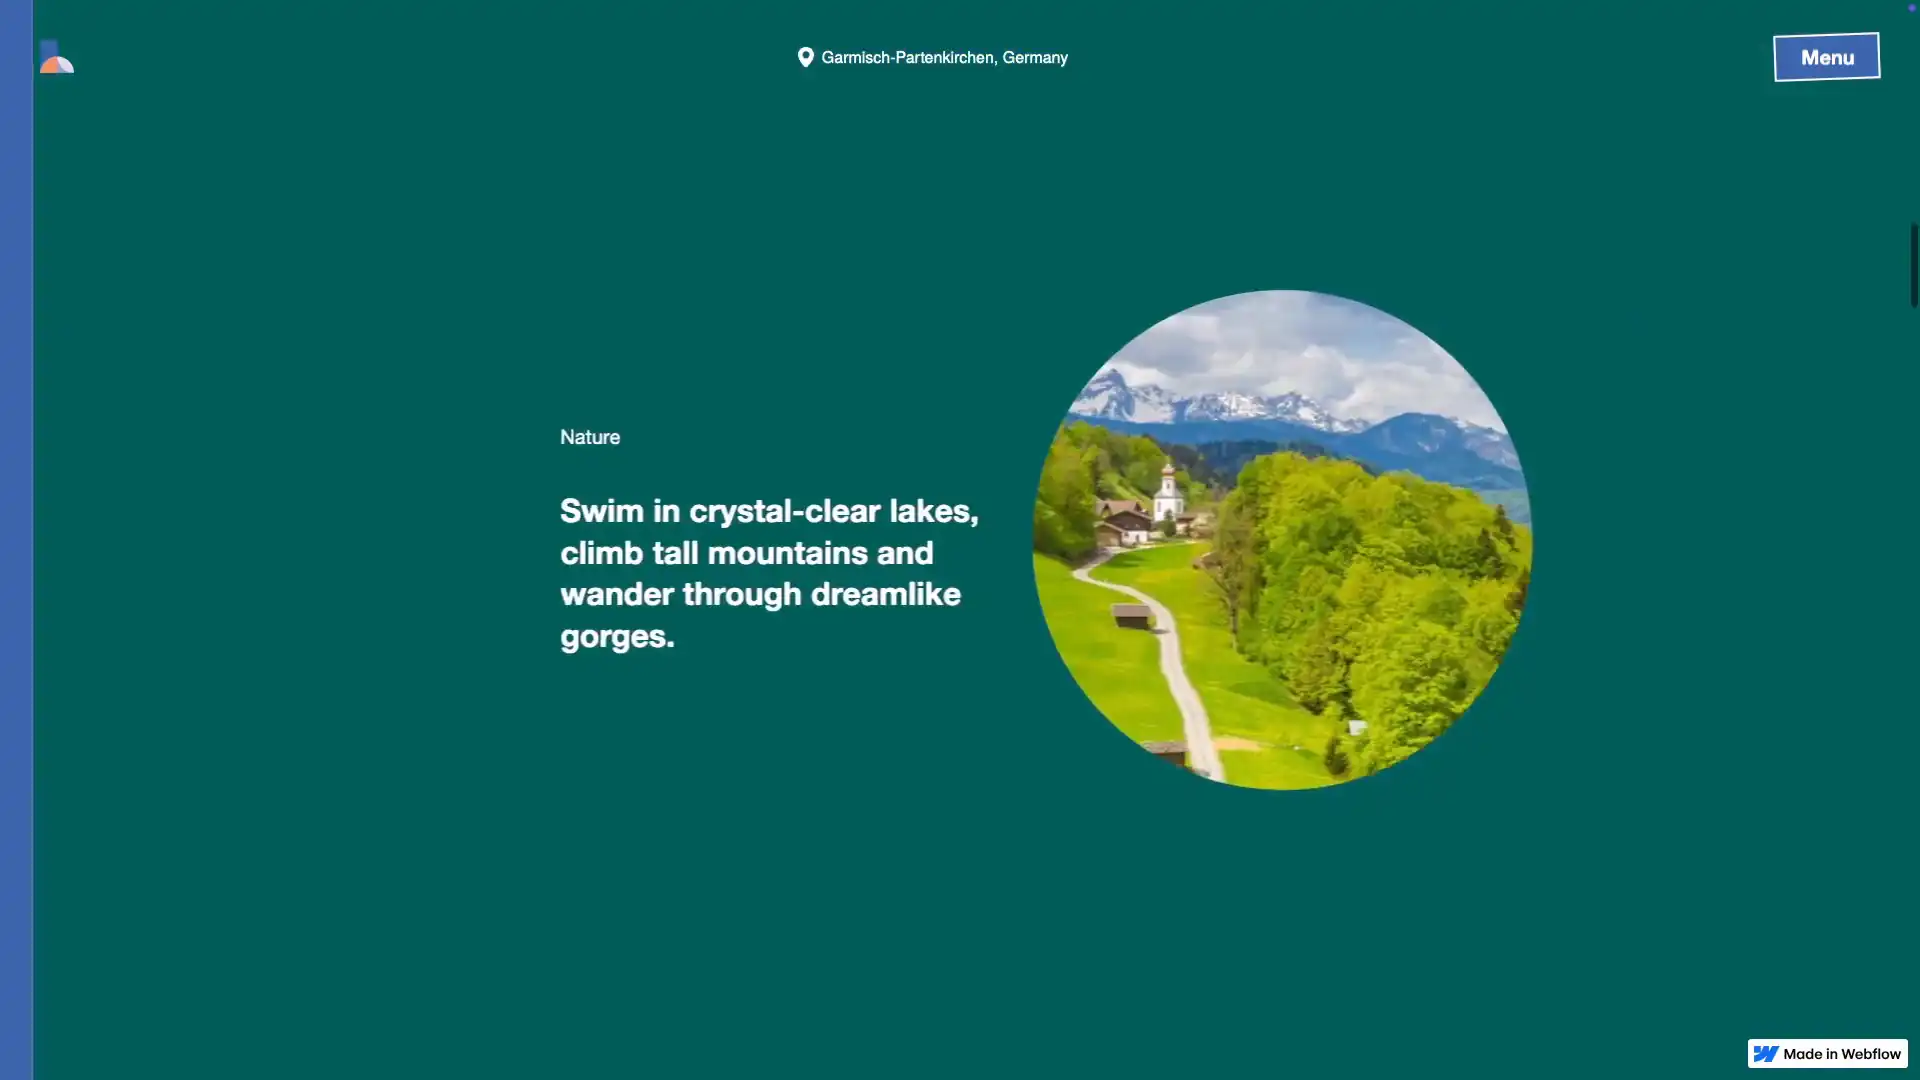 Garmisch-Partenkirchen, Germany
Menu
Nature
Swim in crystal-clear lakes,
climb tall mountains and
wander through dreamlike
gorges.
Made in Webflow